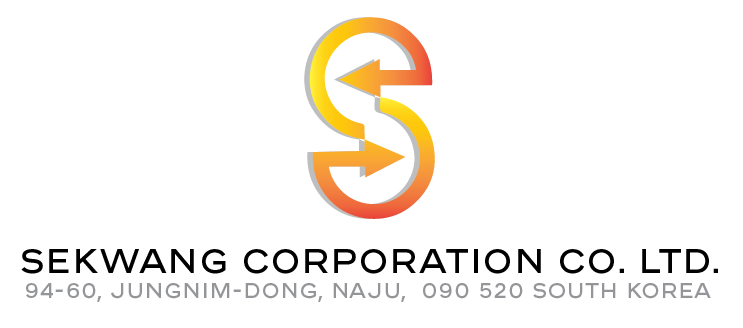 SEKWANG CORPORATION CO. LTD.
94-60, JUNGNIM-DONG, NAJU, 090 520 SOUTH KOREA